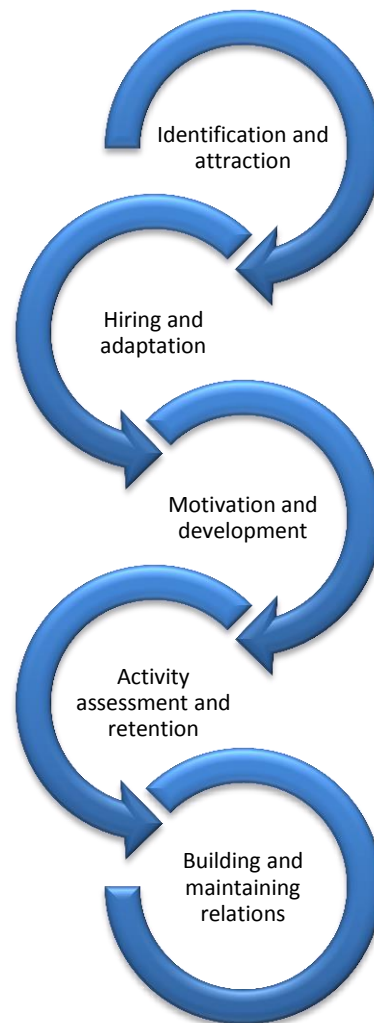 Identification and
attraction
Hiring and
adaptation
Motivation and
development
Activity
assessment and
retention
Building and
maintaining
relations